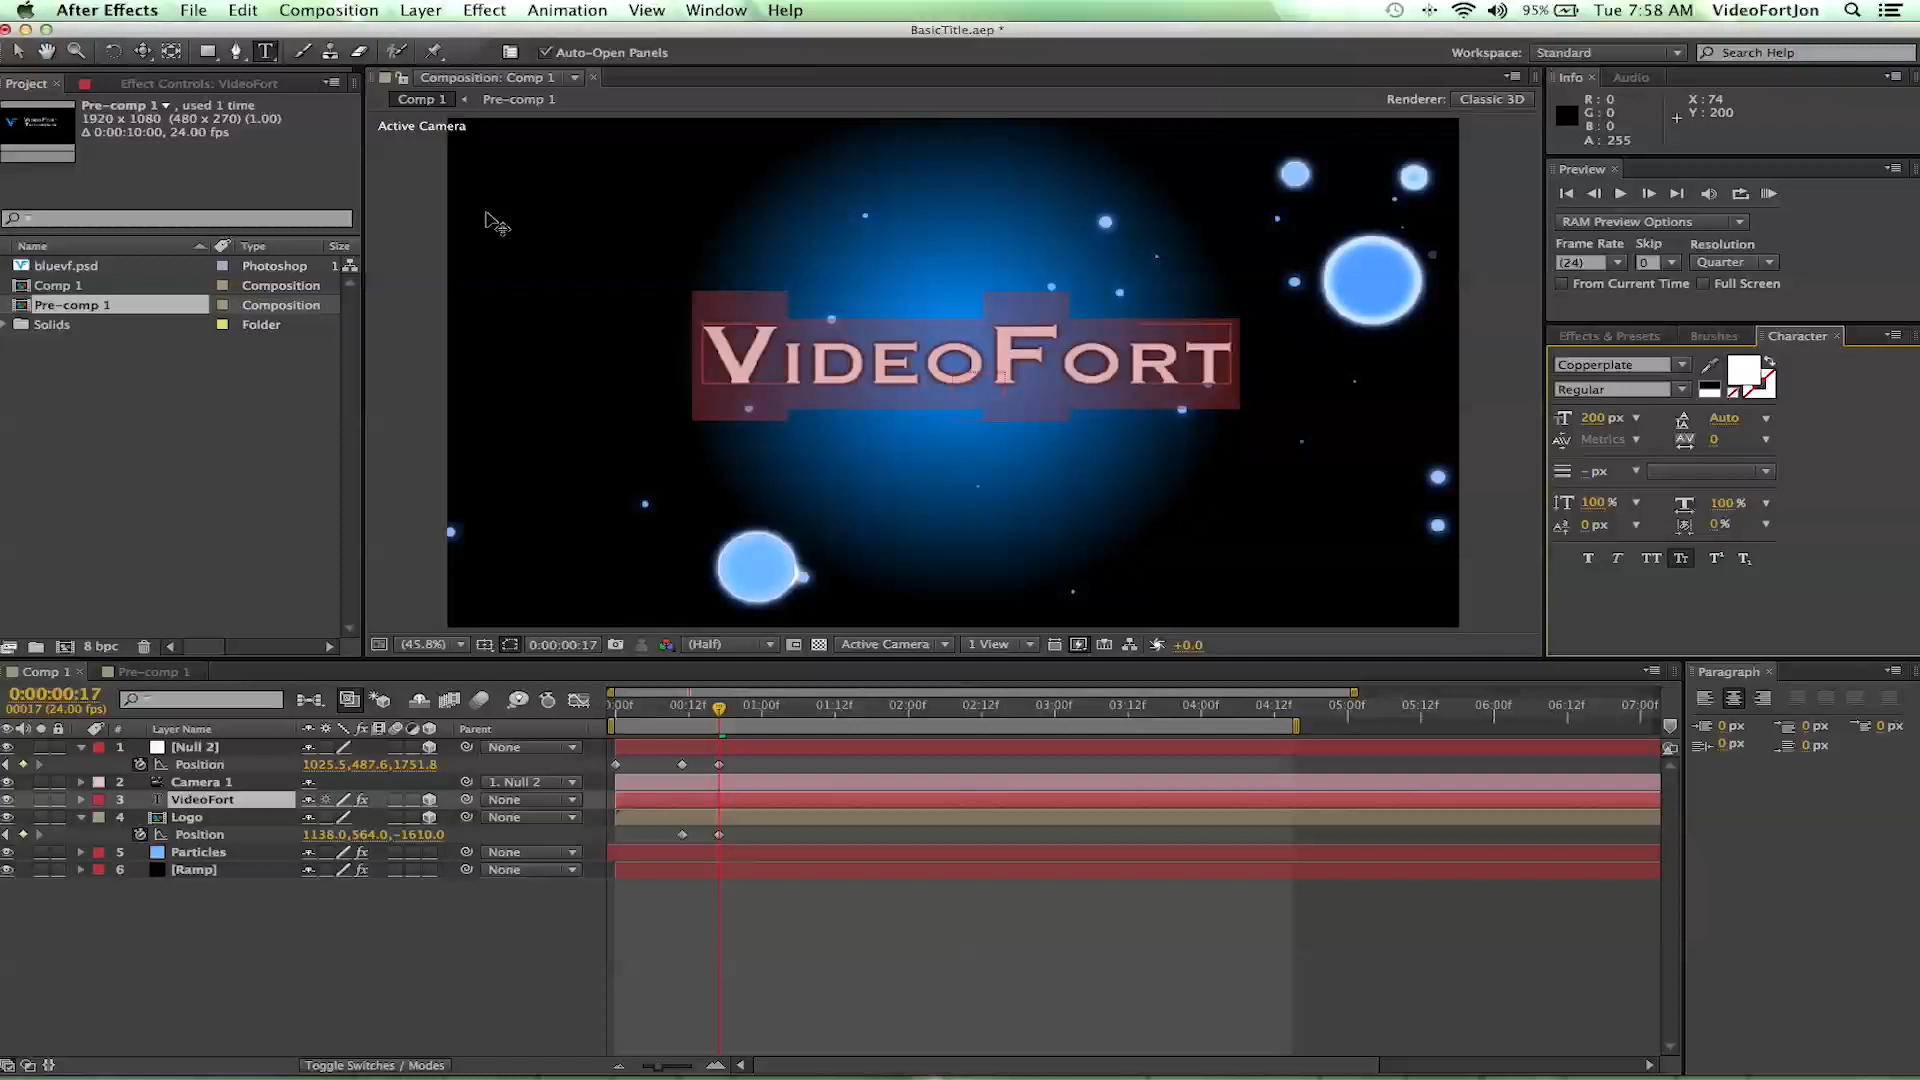 After Effects File Edit Composition Layer Effect Animation View Window Help 95% Tue 7:58 AM VideoFortJon
BasicTitle.aep *
Auto-Open Panels Workspace: Standard Search Help
Project Effect Controls: VideoFort Composition: Comp 1 Info Audio
Pre-comp 1, used 1 time
1920 x 1080 (480 x 270) (1.00)
Δ 0:00:10:00, 24.00 fps
Comp 1 Pre-comp 1 Renderer: Classic 3D
Active Camera
R: 0 X: 74
G: 0 Y: 200
B: 0
A: 255
Preview
RAM Preview Options
Frame Rate Skip Resolution
(24) 0 Quarter
From Current Time Full Screen
Name Type Size
bluevf.psd Photoshop 1
Comp 1 Composition
Pre-comp 1 Composition
Solids Folder
VIDEOFORT
Effects & Presets Brushes Character
Copperplate
Regular
200 px Auto
Metrics 0
- px
100 % 100 %
0 px 0 %
T T TT Tr T¹ T₁
8 bpc (45.8%) 0:00:00:17 (Half) Active Camera 1 View +0.0
Comp 1 Pre-comp 1 Paragraph
0:00:00:17
00017 (24.00 fps)
0:00f 00:12f 01:00f 01:12f 02:00f 02:12f 03:00f 03:12f 04:00f 04:12f 05:00f 05:12f 06:00f 06:12f 07:00f
0 px 0 px 0 px
0 px 0 px
# Layer Name Parent
1 [Null 2] None
Position 1025.5,487.6,1751.8
2 Camera 1 1. Null 2
3 VideoFort None
4 Logo None
Position 1138.0,564.0,-1610.0
5 Particles None
6 [Ramp] None
Toggle Switches / Modes